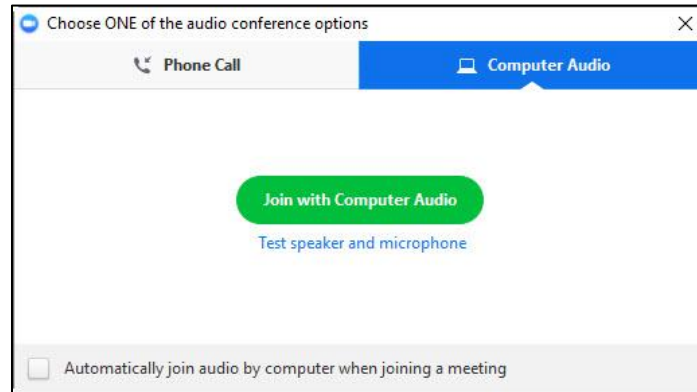 Choose ONE of the audio conference options
Phone Call
Computer Audio
Join with Computer Audio
Test speaker and microphone
Automatically join audio by computer when joining a meeting